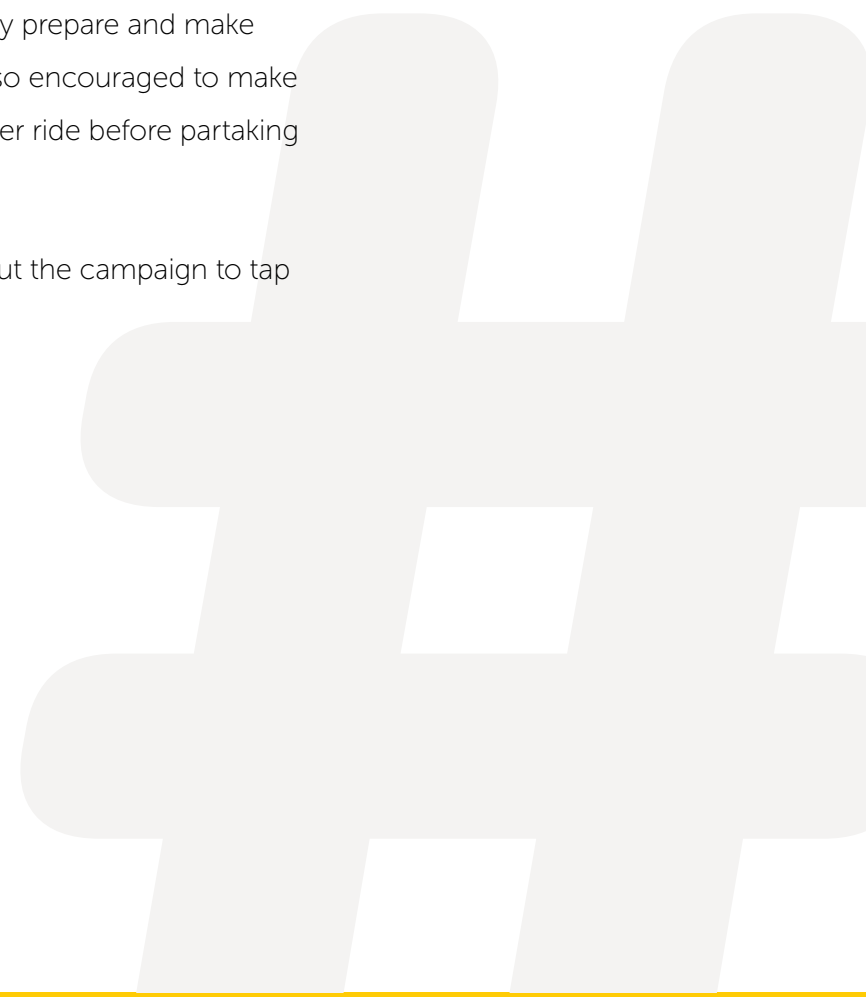 y prepare and make
so encouraged to make
er ride before partaking
ut the campaign to tap
#